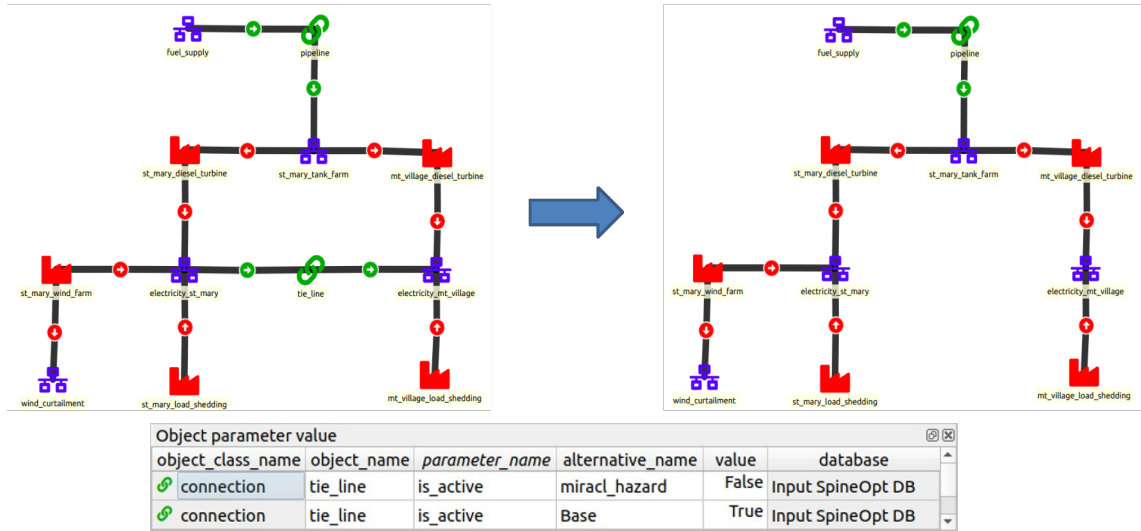 fuel_supply
pipeline
st_mary_diesel_turbine
st_mary_tank_farm
mt_village_diesel_turbine
st_mary_wind_farm
electricity_st_mary
tie_line
electricity_mt_village
wind_curtailment
st_mary_load_shedding
mt_village_load_shedding
fuel_supply
pipeline
st_mary_diesel_turbine
st_mary_tank_farm
mt_village_diesel_turbine
st_mary_wind_farm
electricity_st_mary
electricity_mt_village
wind_curtailment
st_mary_load_shedding
mt_village_load_shedding
Object parameter value
object_class_name object_name parameter_name alternative_name value database
connection tie_line is_active miracl_hazard False Input SpineOpt DB
connection tie_line is_active Base True Input SpineOpt DB